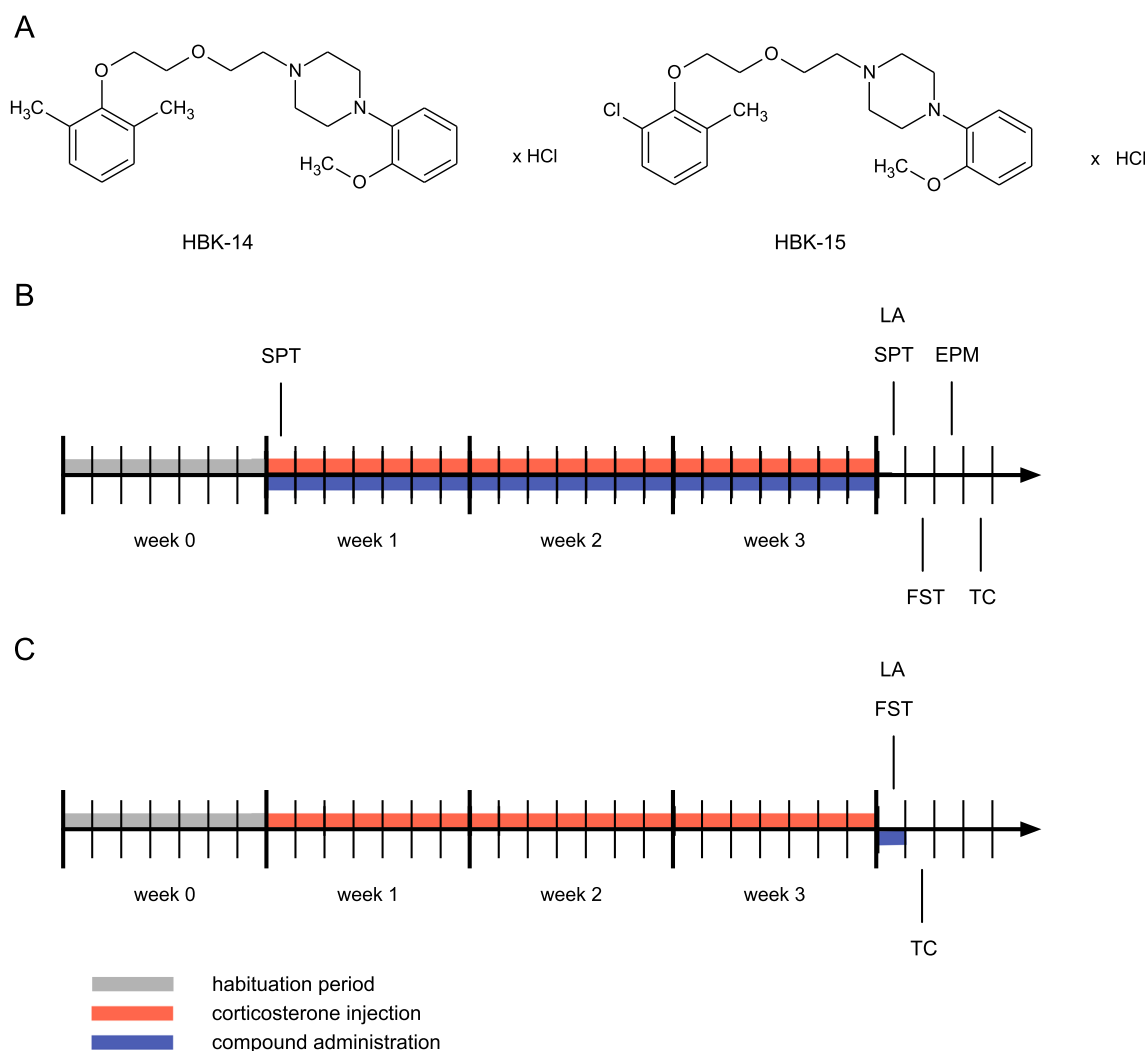 A
O
O
N
N
H₃C
CH₃
H₃C
O
x HCl
HBK-14
O
O
N
N
Cl
CH₃
H₃C
O
x HCl
HBK-15
B
SPT
LA
SPT
EPM
week 0
week 1
week 2
week 3
FST
TC
C
LA
FST
week 0
week 1
week 2
week 3
TC
habituation period
corticosterone injection
compound administration